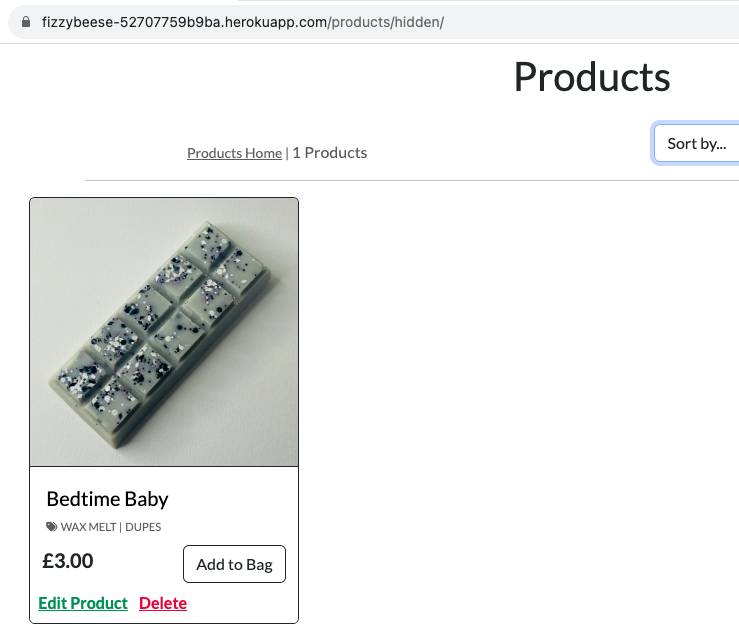 fizzybeese-52707759b9ba.herokuapp.com/products/hidden/
Products
Products Home | 1 Products
Sort by...
Bedtime Baby
WAX MELT | DUPES
£3.00
Add to Bag
Edit Product Delete